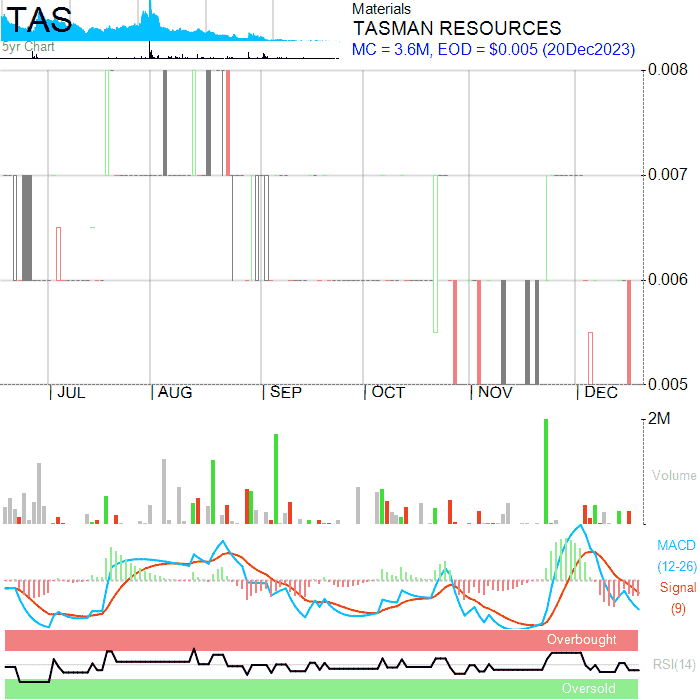 TAS
5yr Chart
Materials
TASMAN RESOURCES
MC = 3.6M, EOD = $0.005 (20Dec2023)
0.008
0.007
0.006
0.005
JUL
AUG
SEP
OCT
NOV
DEC
2M
Volume
MACD
(12-26)
Signal
(9)
Overbought
RSI(14)
Oversold